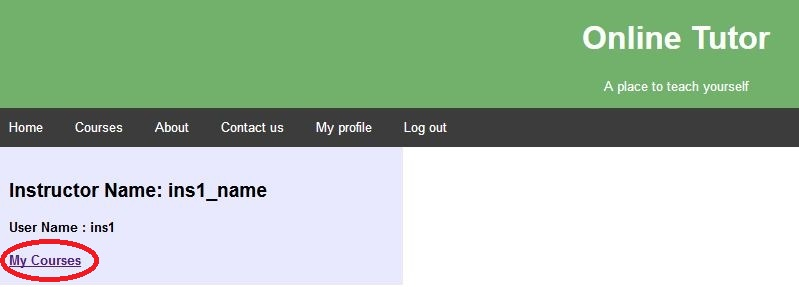 Online Tutor
A place to teach yourself
Home Courses About Contact us My profile Log out
Instructor Name: ins1_name
User Name : ins1
My Courses